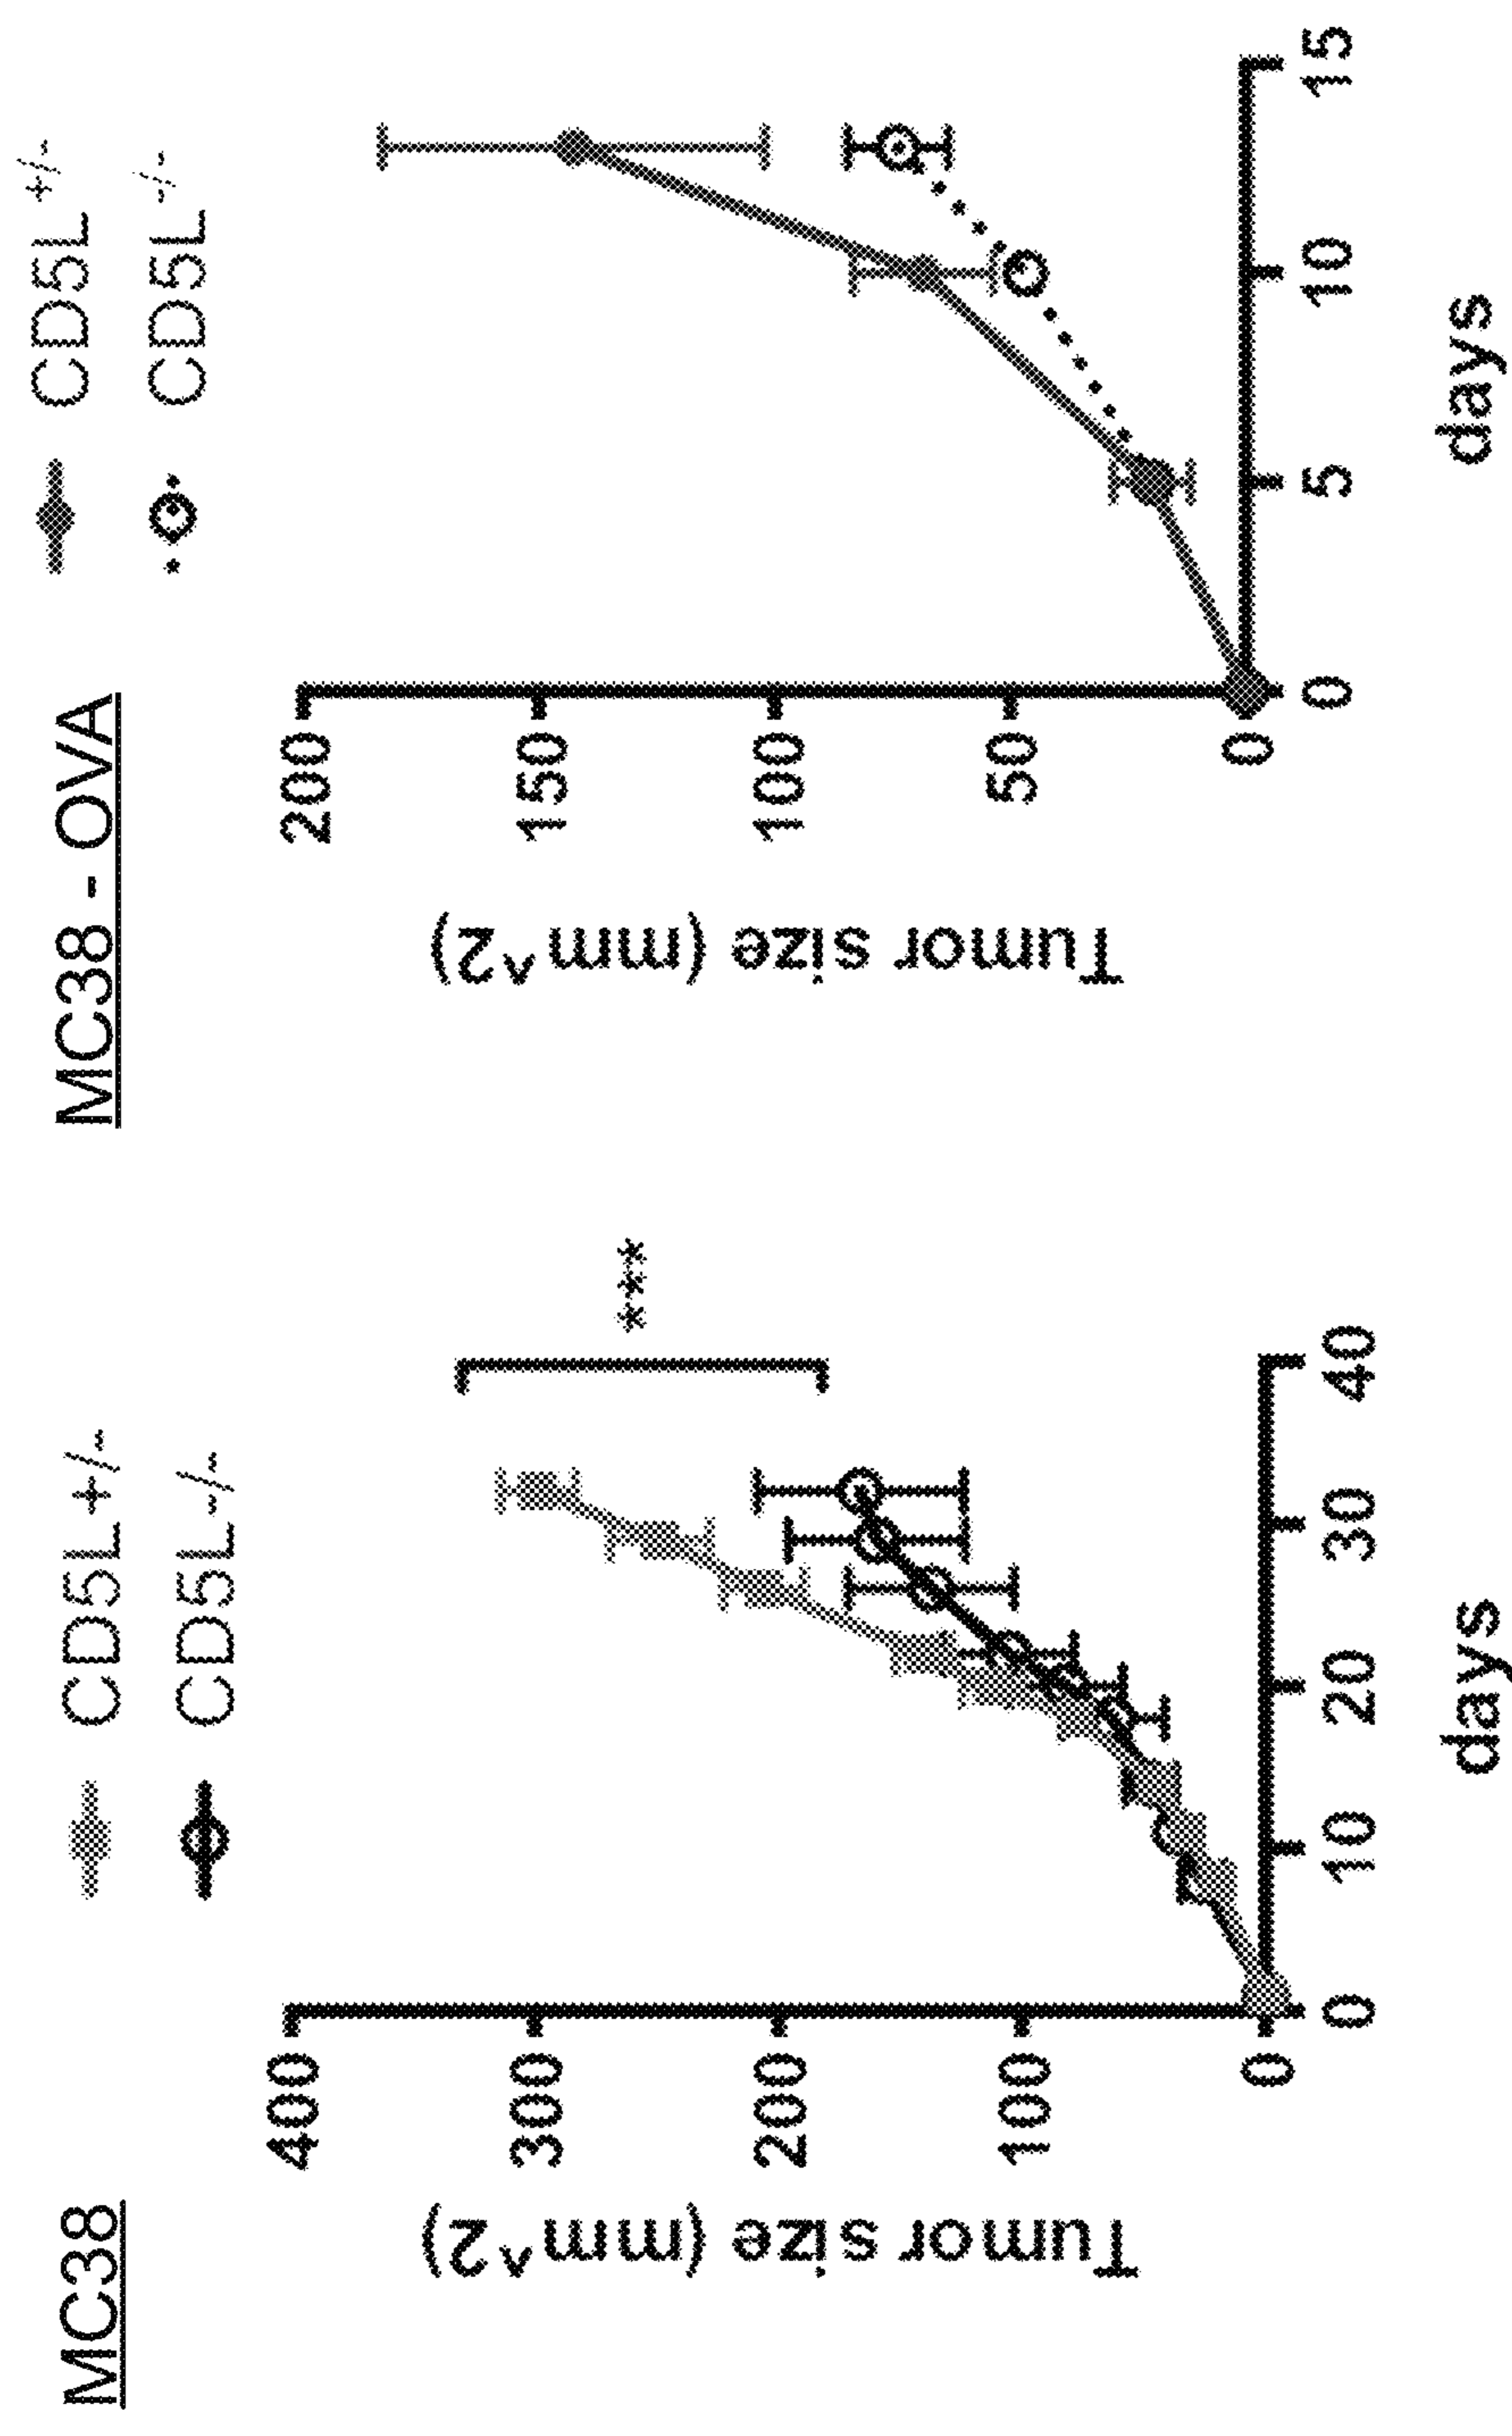 MC38
CD5L+/-
CD5L-/-
Tumor size (mm^2)
400
300
200
100
0
0
10
20
30
40
days
***
MC38 - OVA
CD5L+/-
CD5L-/-
Tumor size (mm^2)
200
150
100
50
0
0
5
10
15
days